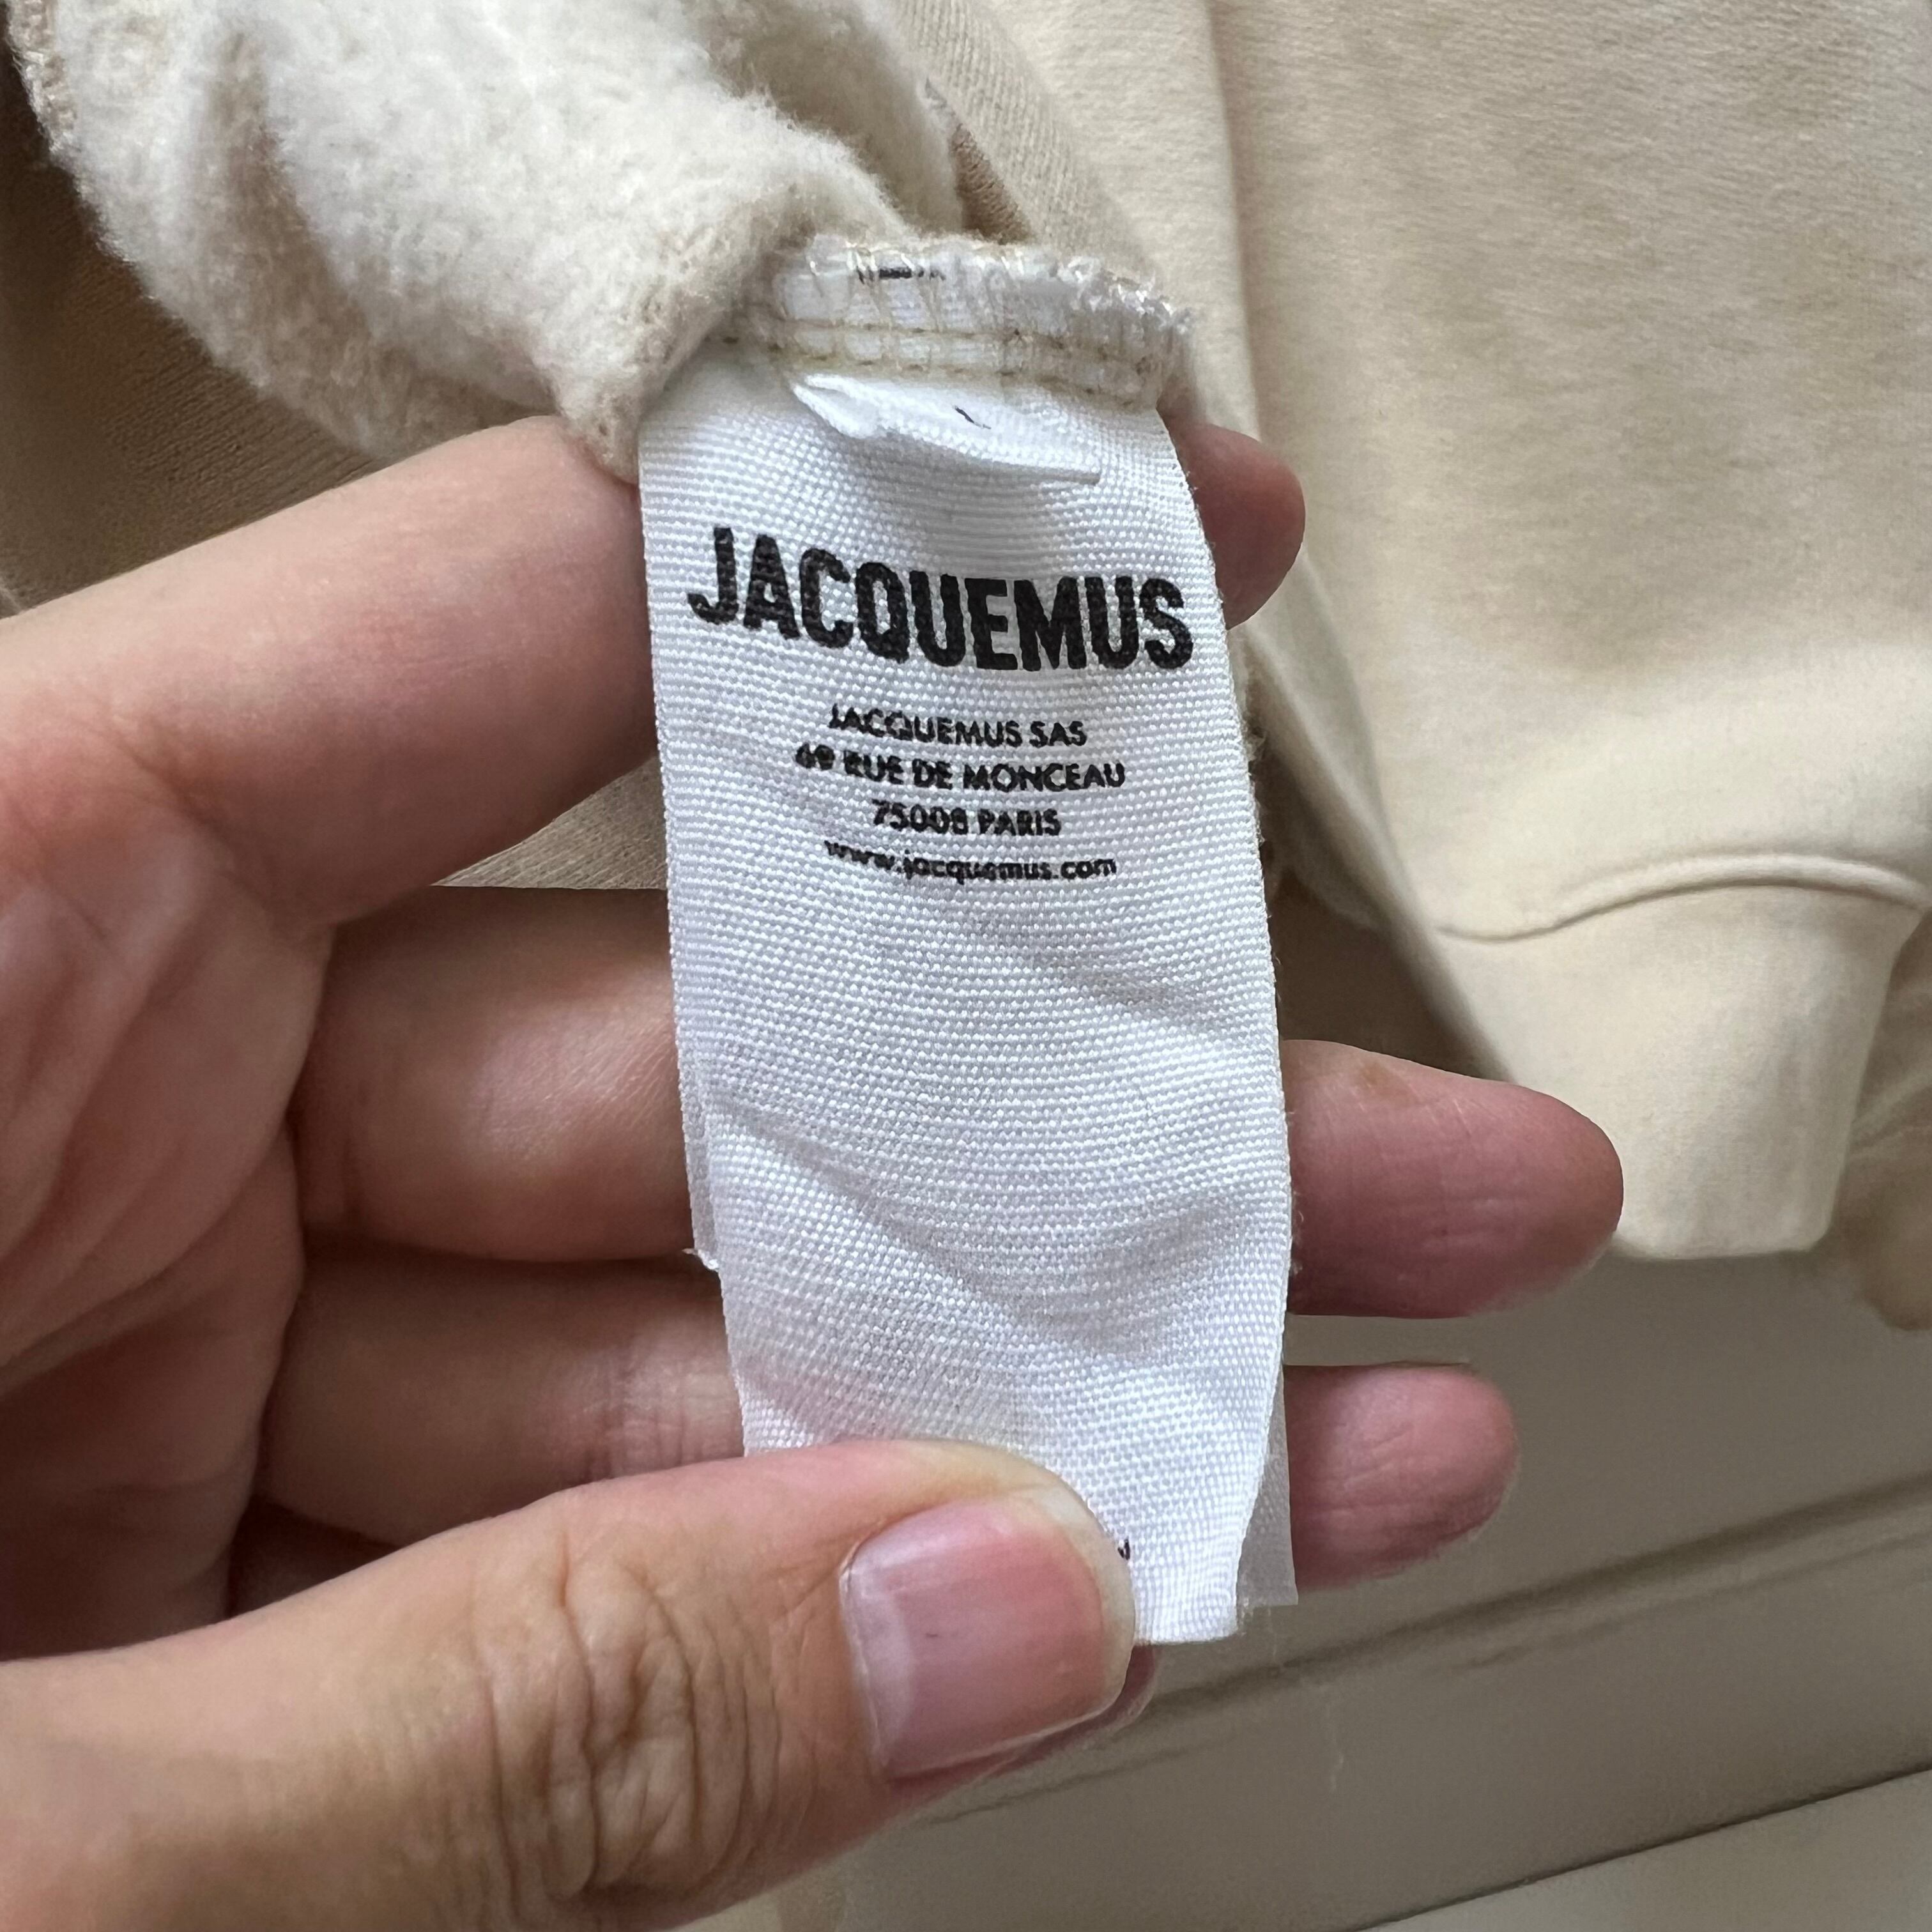 JACQUEMUS
JACQUEMUS SAS
69 RUE DE MONCEAU
75008 PARIS
www.jacquemus.com